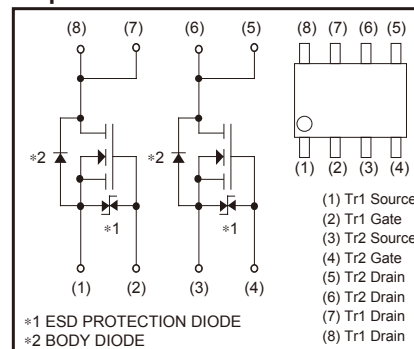 (8) (7) (6) (5) (8) (7) (6) (5)
*2 *2
*1 *1
(1) (2) (3) (4) (1) (2) (3) (4)
(1) Tr1 Source
(2) Tr1 Gate
(3) Tr2 Source
(4) Tr2 Gate
(5) Tr2 Drain
(6) Tr2 Drain
(7) Tr1 Drain
(8) Tr1 Drain
*1 ESD PROTECTION DIODE
*2 BODY DIODE